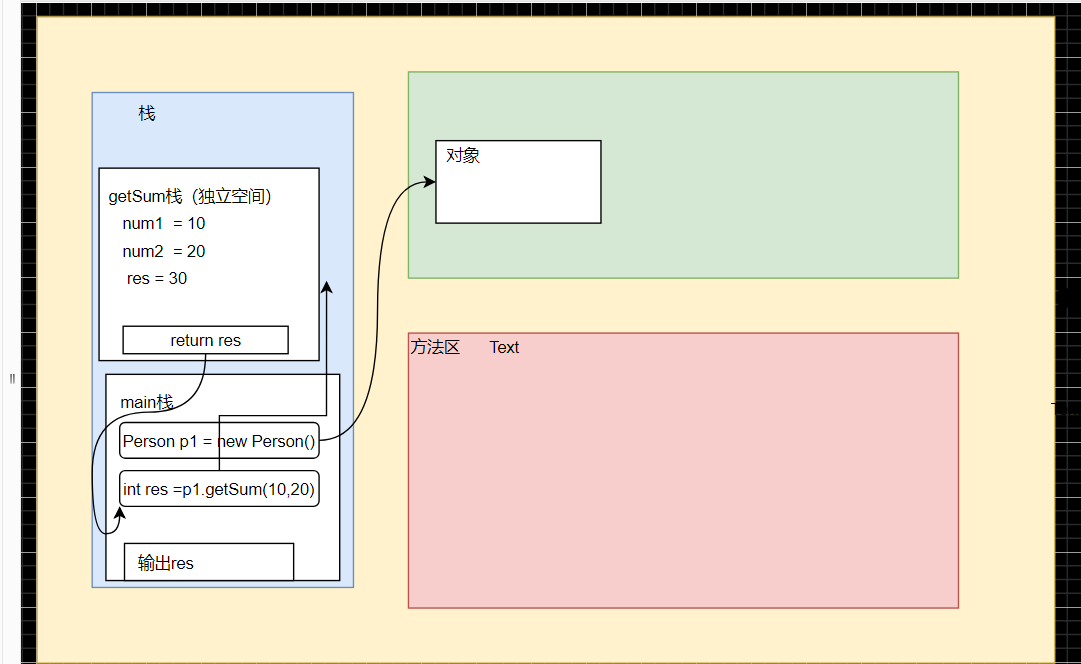 栈
getSum栈（独立空间）
num1 = 10
num2 = 20
res = 30
return res
main栈
Person p1 = new Person()
int res =p1.getSum(10,20)
输出res
对象
方法区 Text